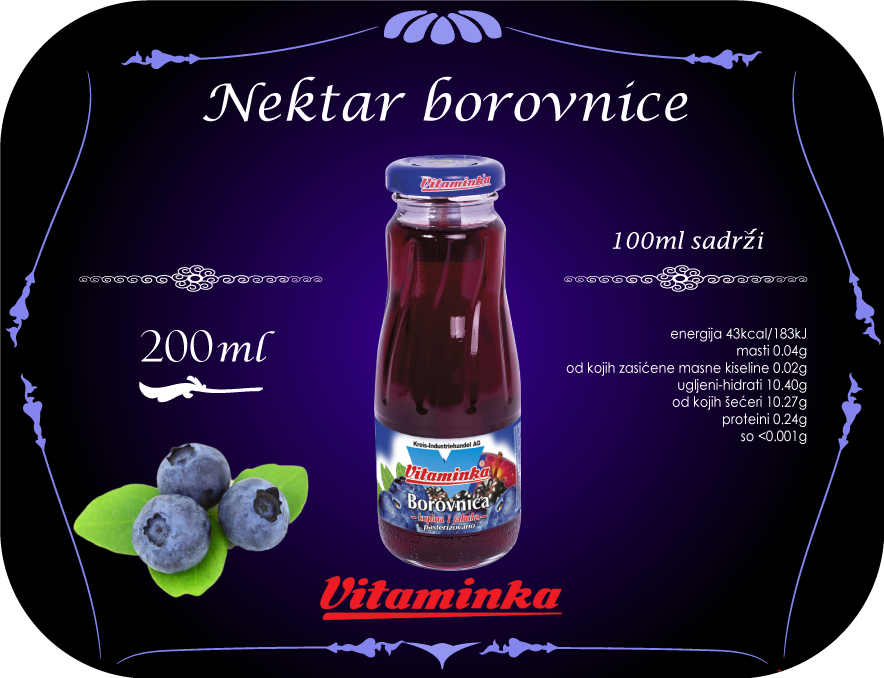 Nektar borovnice
Vitaminka
100ml sadrži
200ml
energija 43kcal/183kJ
masti 0.04g
od kojih zasićene masne kiseline 0.02g
ugljeni-hidrati 10.40g
od kojih šećeri 10.27g
proteini 0.24g
so <0.001g
Kreis-Industriehandel AG
Vitaminka
Borovnica
kupina i jabuka
pasterizovano
Vitaminka